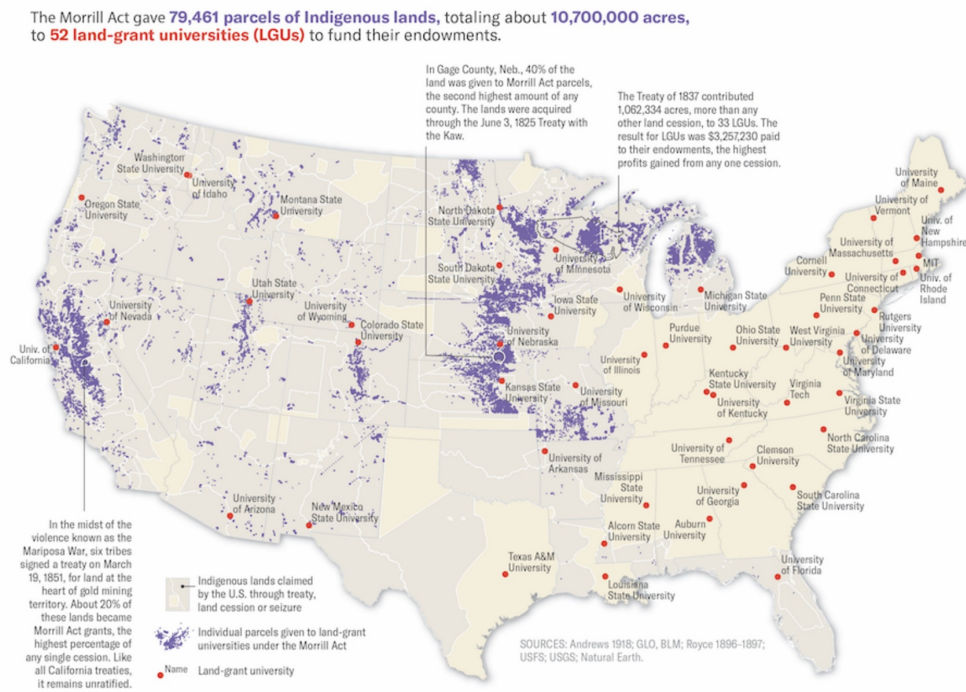 The Morrill Act gave 79,461 parcels of Indigenous lands, totaling about 10,700,000 acres,
to 52 land-grant universities (LGUs) to fund their endowments.
In Gage County, Neb., 40% of the
land was given to Morrill Act parcels,
the second highest amount of any
county. The lands were acquired
through the June 3, 1825 Treaty with
the Kaw.
The Treaty of 1837 contributed
1,062,334 acres, more than any
other land cession, to 33 LGUs. The
result for LGUs was $3,257,230 paid
to their endowments, the highest
profits gained from any one cession.
Washington
State University
University
of Idaho
Oregon State
University
Montana State
University
North Dakota
State University
University
of Minnesota
South Dakota
State University
University
of Maine
University of
Vermont
Univ. of
New
Hampshire
University of
Massachusetts
Cornell
University
MIT
University of
Connecticut
Univ. of
Rhode
Island
Utah State
University
University
of Nevada
University
of Wyoming
Colorado State
University
Univ. of
California
Iowa State
University
University
of Wisconsin
Michigan State
University
Penn State
University
Rutgers
University
Purdue
University
Ohio State
University
West Virginia
University
University
of Delaware
University
of Maryland
University
of Nebraska
University
of Illinois
Kansas State
University
University
of Missouri
Kentucky
State University
University
of Kentucky
Virginia
Tech
Virginia State
University
North Carolina
State University
University of
Arkansas
University of
Tennessee
Clemson
University
Mississippi
State
University
University
of Georgia
South Carolina
State University
University
of Arizona
New Mexico
State University
Alcorn State
University
Auburn
University
Texas A&M
University
Louisiana
State University
University
of Florida
In the midst of the
violence known as the
Mariposa War, six tribes
signed a treaty on March
19, 1851, for land at the
heart of gold mining
territory. About 20% of
these lands became
Morrill Act grants, the
highest percentage of
any single cession. Like
all California treaties,
it remains unratified.
Indigenous lands claimed
by the U.S. through treaty,
land cession or seizure
Individual parcels given to land-grant
universities under the Morrill Act
Name
Land-grant university
SOURCES: Andrews 1918; GLO, BLM; Royce 1896-1897;
USFS; USGS; Natural Earth.